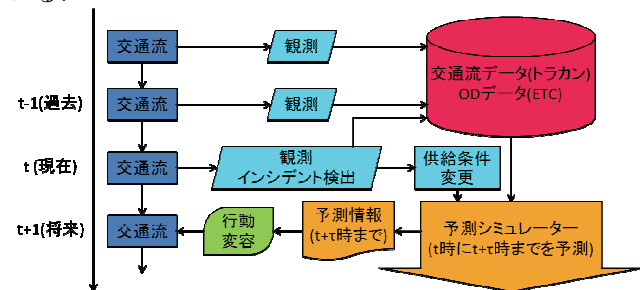 交通流
観測
交通流データ(トラカン)
ODデータ(ETC)
t-1(過去)
交通流
観測
t (現在)
交通流
観測
インシデント検出
供給条件
変更
t+1(将来)
交通流
行動
変容
予測情報
(t+τ時まで)
予測シミュレーター
(t時にt+τ時までを予測)